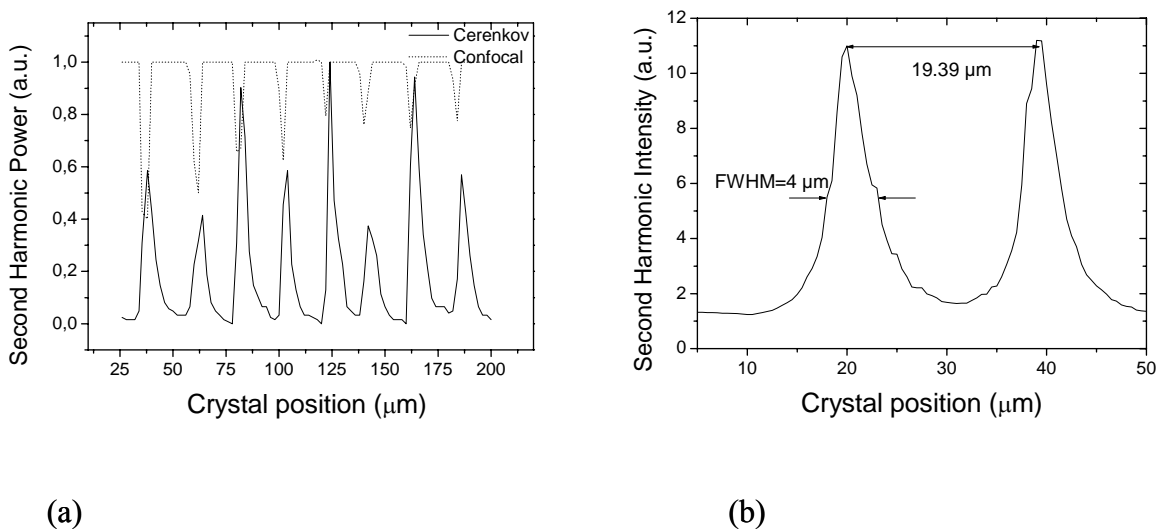 Second Harmonic Power (a.u.)
1,0
0,8
0,6
0,4
0,2
0,0
Cerenkov
Confocal
25 50 75 100 125 150 175 200
Crystal position (μm)
(a)
Second Harmonic Intensity (a.u.)
12
10
8
6
4
2
0
19.39 μm
FWHM=4 μm
10 20 30 40 50
Crystal position (μm)
(b)